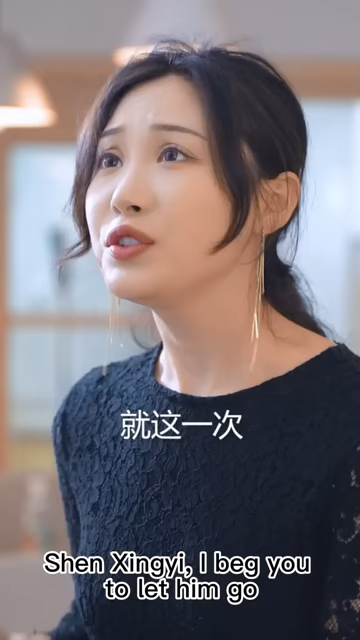 就这一次
Shen Xingyi, I beg you
to let him go